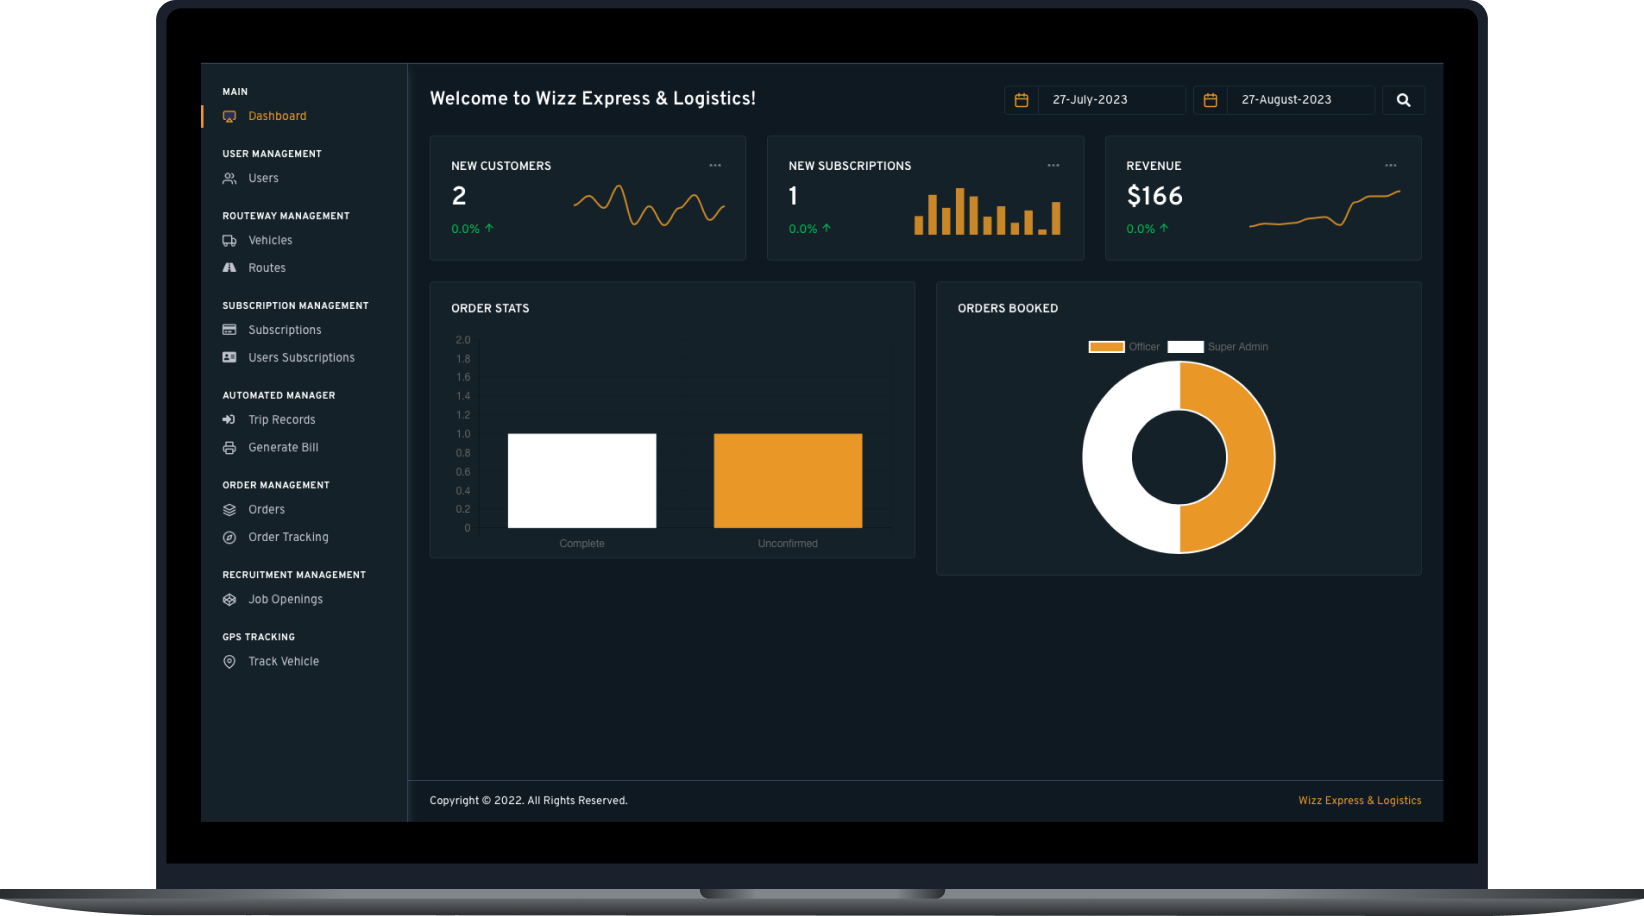 MAIN
Dashboard
USER MANAGEMENT
Users
ROUTEWAY MANAGEMENT
Vehicles
Routes
SUBSCRIPTION MANAGEMENT
Subscriptions
Users Subscriptions
AUTOMATED MANAGER
Trip Records
Generate Bill
ORDER MANAGEMENT
Orders
Order Tracking
RECRUITMENT MANAGEMENT
Job Openings
GPS TRACKING
Track Vehicle
Welcome to Wizz Express & Logistics!
27-July-2023
27-August-2023
NEW CUSTOMERS
2
0.0% ↑
NEW SUBSCRIPTIONS
1
0.0% ↑
REVENUE
$166
0.0% ↑
ORDER STATS
2.0
1.8
1.6
1.4
1.2
1.0
0.8
0.6
0.4
0.2
0
Complete Unconfirmed
ORDERS BOOKED
Officer Super Admin
Copyright © 2022. All Rights Reserved.
Wizz Express & Logistics